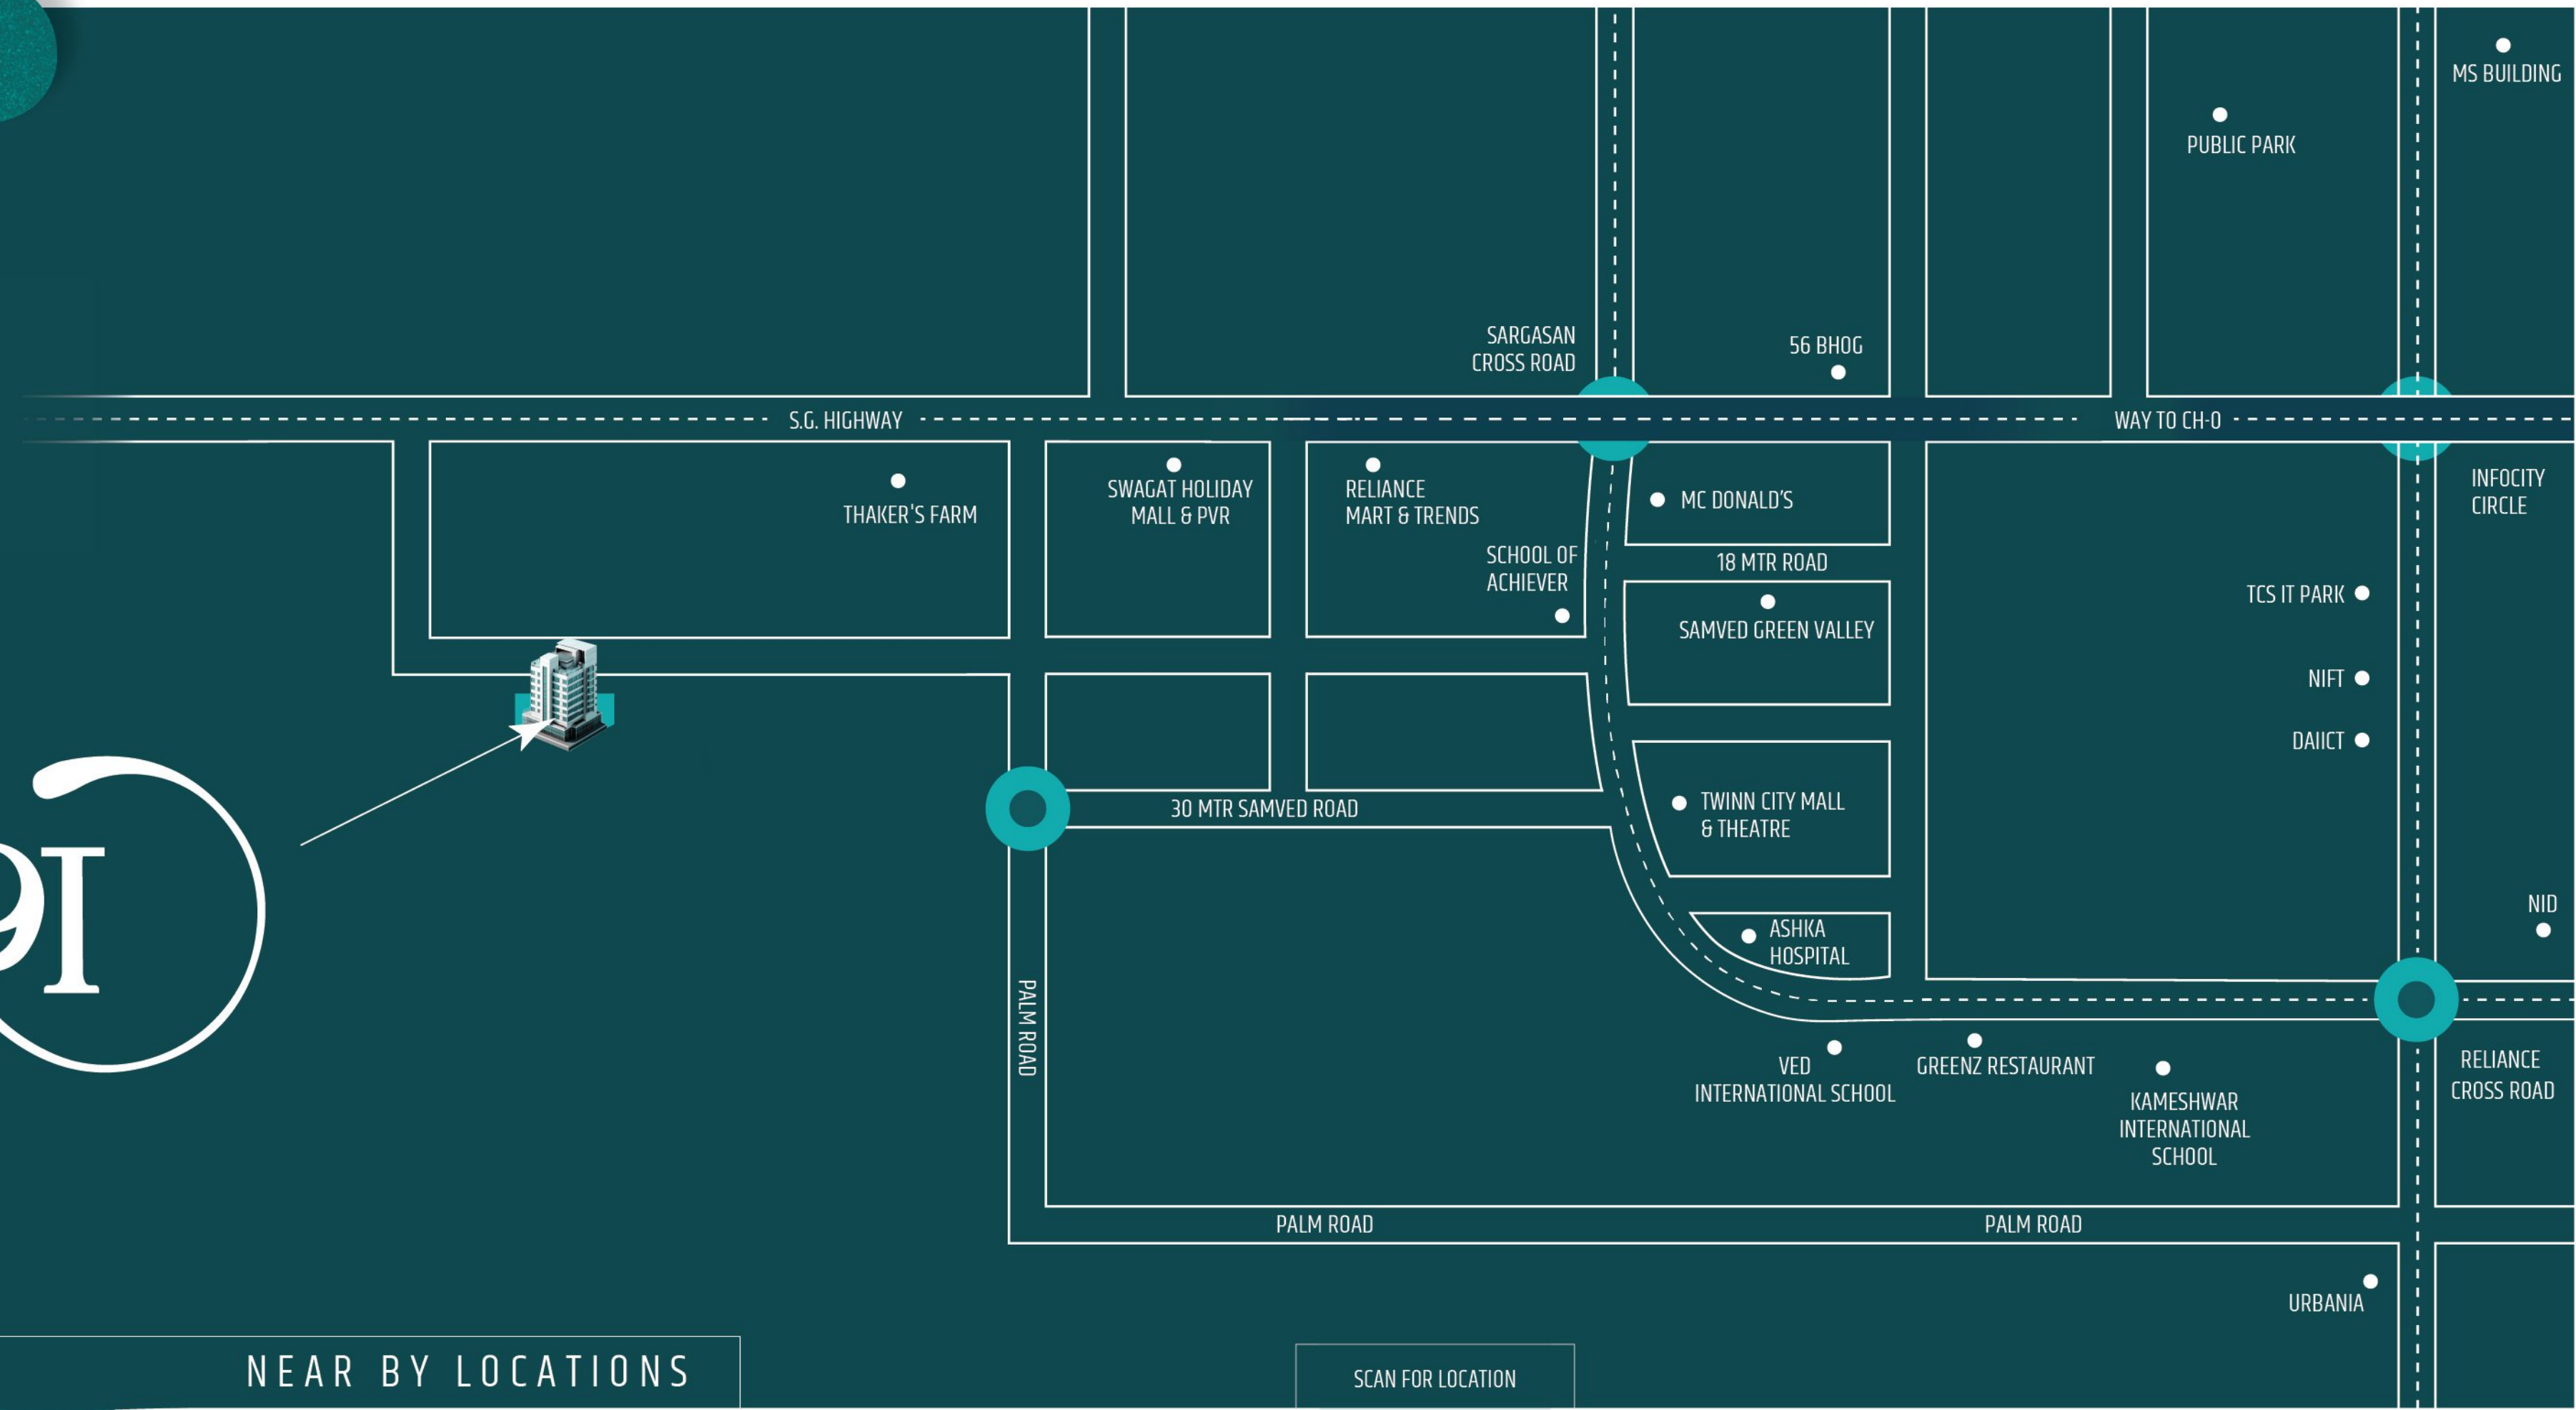 MS BUILDING
PUBLIC PARK
SARGASAN
CROSS ROAD
56 BHOG
S.G. HIGHWAY
WAY TO CH-0
THAKER'S FARM
SWAGAT HOLIDAY
MALL & PVR
RELIANCE
MART & TRENDS
SCHOOL OF
ACHIEVER
MC DONALD'S
18 MTR ROAD
SAMVED GREEN VALLEY
INFOCITY
CIRCLE
TCS IT PARK
NIFT
DAIICT
TWINN CITY MALL
& THEATRE
30 MTR SAMVED ROAD
91
ASHKA
HOSPITAL
NID
PALM ROAD
VED
INTERNATIONAL SCHOOL
GREENZ RESTAURANT
KAMESHWAR
INTERNATIONAL
SCHOOL
RELIANCE
CROSS ROAD
PALM ROAD
PALM ROAD
URBANIA
NEAR BY LOCATIONS
SCAN FOR LOCATION